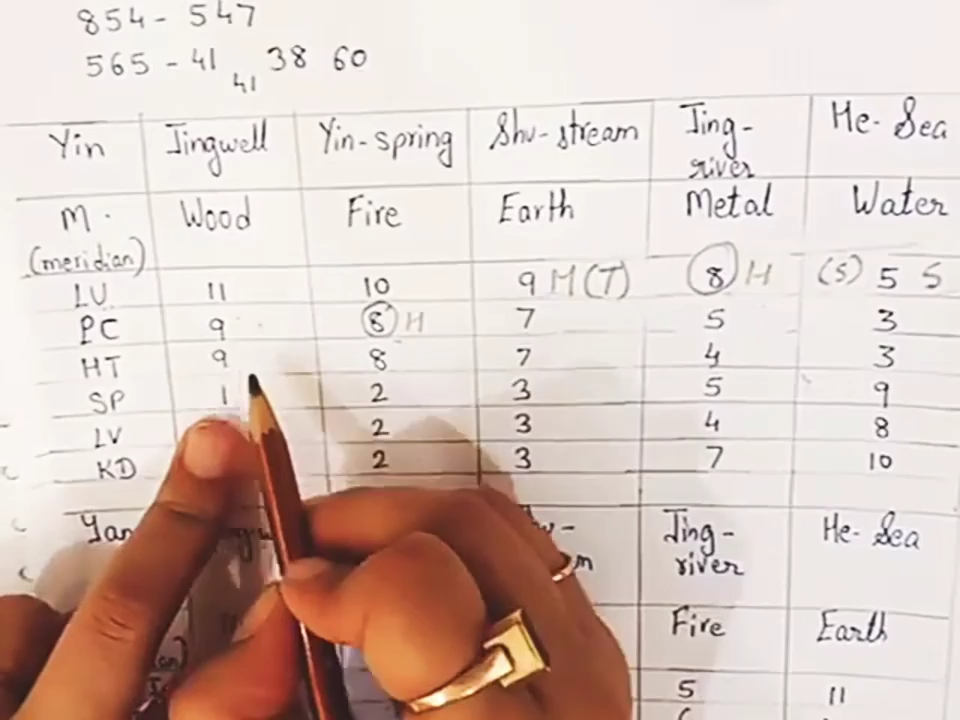 854 - 547
565 - 41 41 38 60
Yin Jingwell Yin-spring Shu-stream Jing-river He-Sea
M. (meridian) Wood Fire Earth Metal Water
LU 11 10 9 M(T) 8 H (S) 5 S
PC 9 8 H 7 5 3
HT 9 8 7 4 3
SP 1 2 3 5 9
LV 2 3 4 8
KD 2 3 7 10
Jing-river He-Sea
Fire Earth
5 11